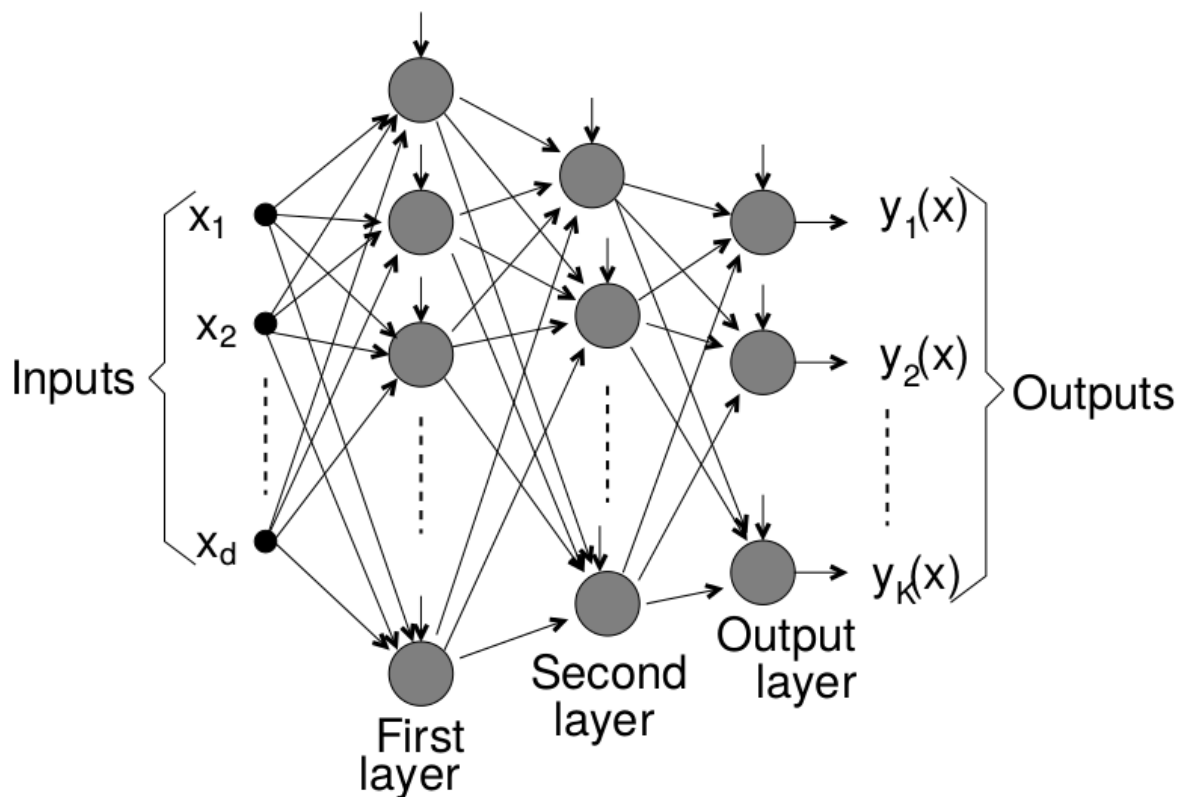 Inputs
x1
x2
xd
First
layer
Second
layer
Output
layer
y1(x)
y2(x)
yK(x)
Outputs